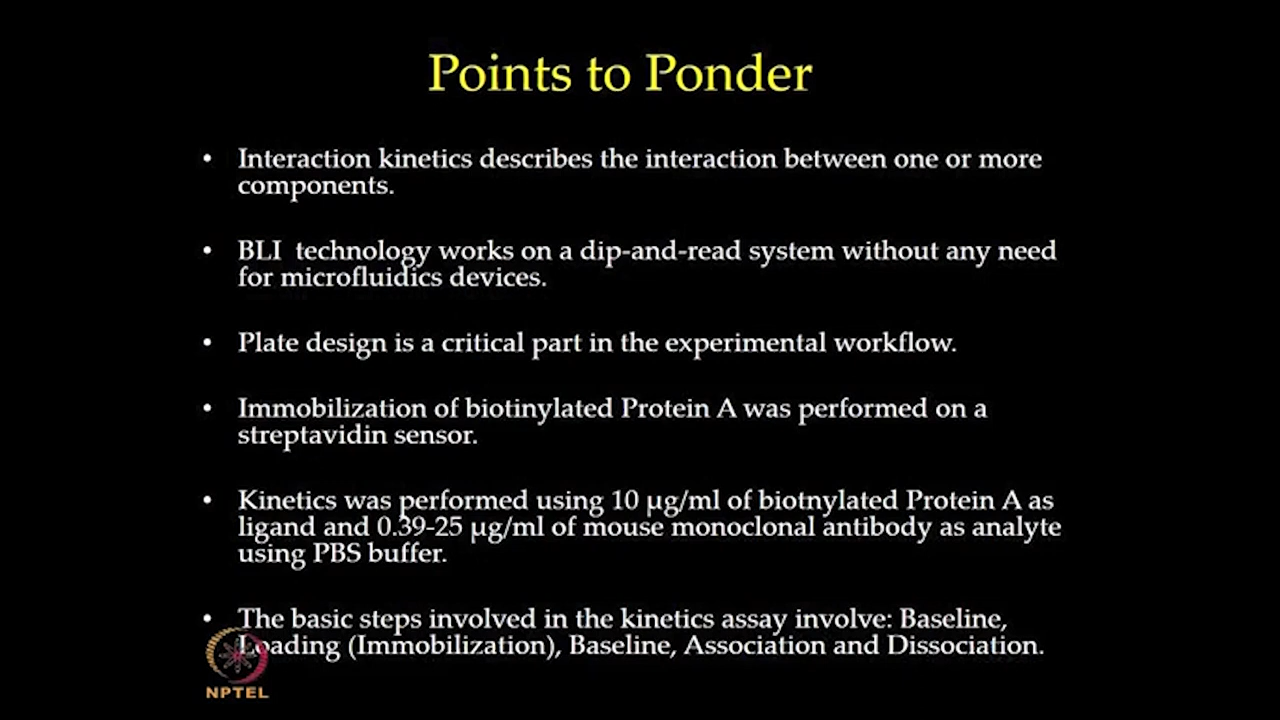 Points to Ponder
• Interaction kinetics describes the interaction between one or more
components.
• BLI technology works on a dip-and-read system without any need
for microfluidics devices.
• Plate design is a critical part in the experimental workflow.
• Immobilization of biotinylated Protein A was performed on a
streptavidin sensor.
• Kinetics was performed using 10 µg/ml of biotnylated Protein A as
ligand and 0.39-25 µg/ml of mouse monoclonal antibody as analyte
using PBS buffer.
• The basic steps involved in the kinetics assay involve: Baseline,
Loading (Immobilization), Baseline, Association and Dissociation.
NPTEL